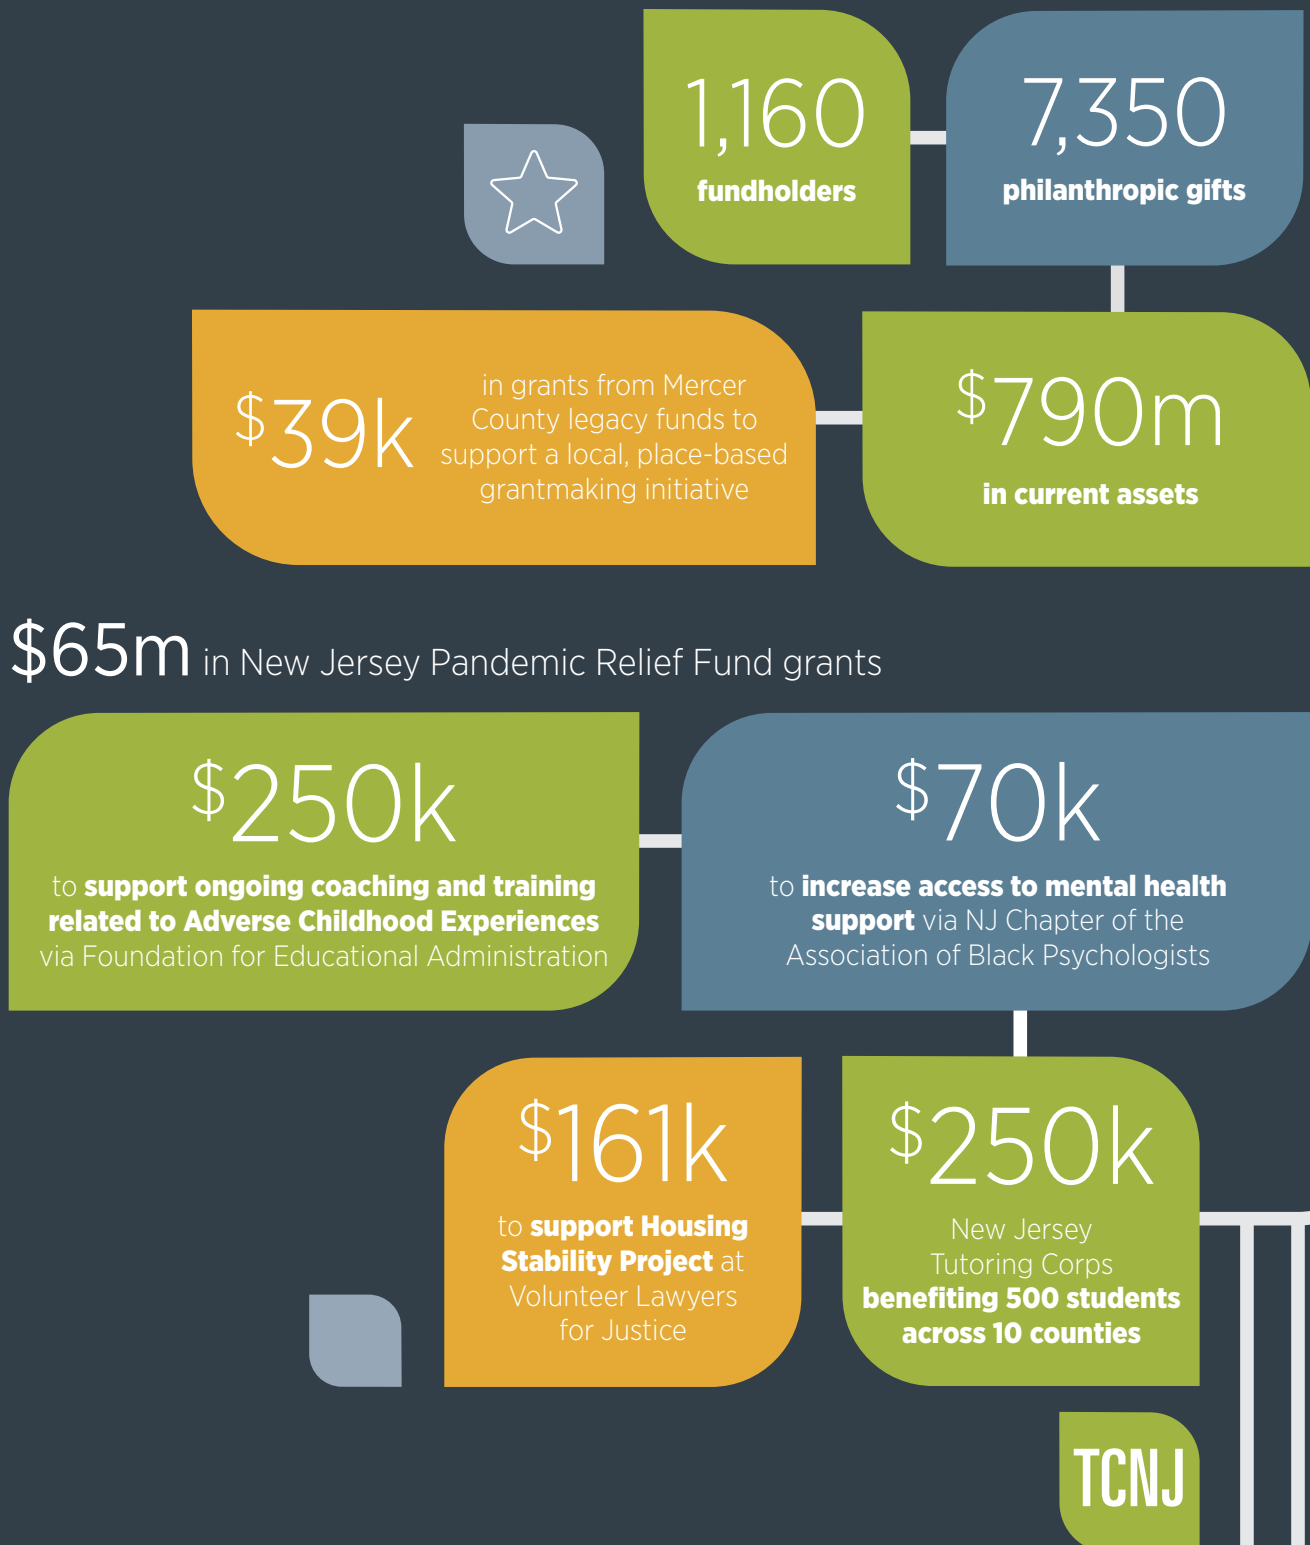 1,160
fundholders
7,350
philanthropic gifts
$39k
in grants from Mercer
County legacy funds to
support a local, place-based
grantmaking initiative
$790m
in current assets
$65m in New Jersey Pandemic Relief Fund grants
$250k
to support ongoing coaching and training
related to Adverse Childhood Experiences
via Foundation for Educational Administration
$70k
to increase access to mental health
support via NJ Chapter of the
Association of Black Psychologists
$161k
to support Housing
Stability Project at
Volunteer Lawyers
for Justice
$250k
New Jersey
Tutoring Corps
benefiting 500 students
across 10 counties
TCNJ